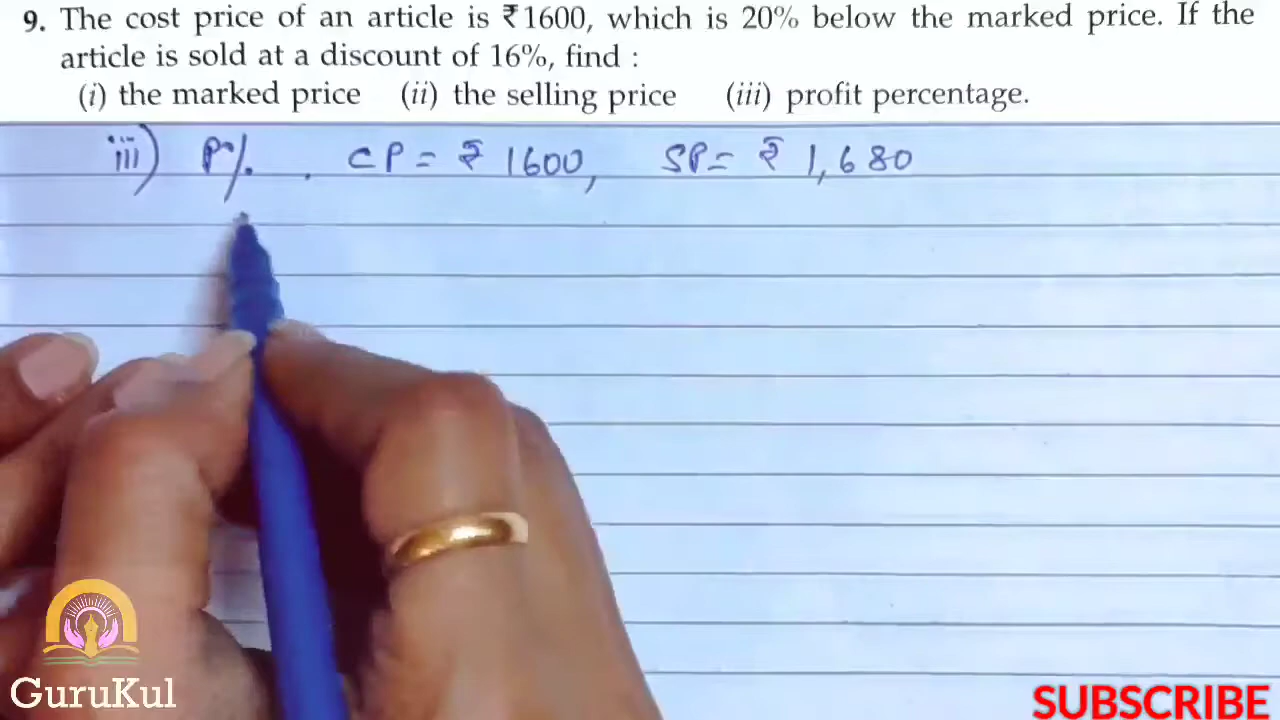 9. The cost price of an article is ₹1600, which is 20% below the marked price. If the
article is sold at a discount of 16%, find :
(i) the marked price (ii) the selling price (iii) profit percentage.
iii) P% . CP = ₹ 1600, SP = ₹ 1,680
GuruKul
SUBSCRIBE